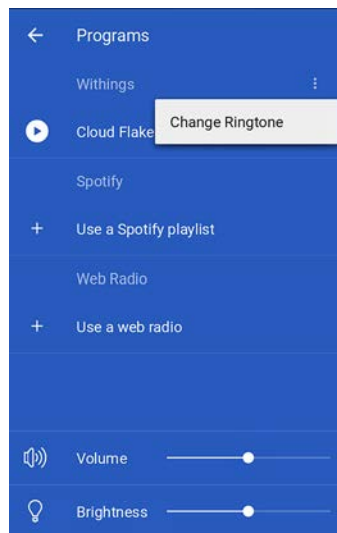 Programs
Withings
Change Ringtone
Cloud Flake
Spotify
Use a Spotify playlist
Web Radio
Use a web radio
Volume
Brightness